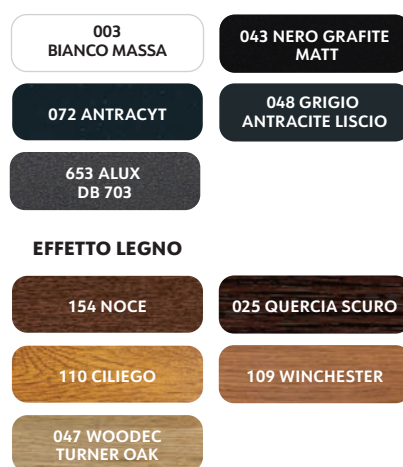 003
BIANCO MASSA
043 NERO GRAFITE
MATT
072 ANTRACYT
048 GRIGIO
ANTRACITE LISCIO
653 ALUX
DB 703
EFFETTO LEGNO
154 NOCE
025 QUERCIA SCURO
110 CILIEGO
109 WINCHESTER
047 WOODEC
TURNER OAK